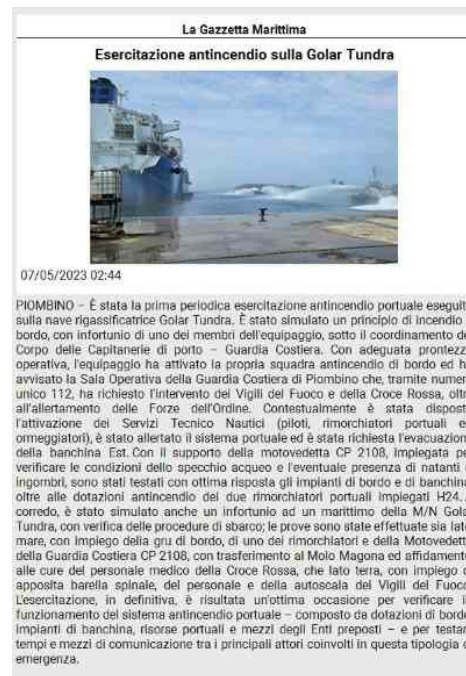 La Gazzetta Marittima
Esercitazione antincendio sulla Golar Tundra
07/05/2023 02:44
PIOMBINO – È stata la prima periodica esercitazione antincendio portuale eseguit
sulla nave rigassificatrice Golar Tundra. È stato simulato un principio di incendio
bordo, con infortunio di uno dei membri dell'equipaggio, sotto il coordinamento de
Corpo delle Capitanerie di porto – Guardia Costiera. Con adeguata prontezz
operativa, l'equipaggio ha attivato la propria squadra antincendio di bordo ed h
avvisato la Sala Operativa della Guardia Costiera di Piombino che, tramite numer
unico 112, ha richiesto l'intervento dei Vigili del Fuoco e della Croce Rossa, oltr
all'allertamento delle Forze dell'Ordine. Contestualmente è stata dispost
l'attivazione dei Servizi Tecnico Nautici (piloti, rimorchiatori portuali e
ormeggiatori), è stato allertato il sistema portuale ed è stata richiesta l'evacuazion
della banchina Est. Con il supporto della motovedetta CP 2108, impiegata pe
verificare le condizioni dello specchio acqueo e l'eventuale presenza di natanti
ingombri, sono stati testati con ottima risposta gli impianti di bordo e di banchin
oltre alle dotazioni antincendio dei due rimorchiatori portuali impiegati H24.
corredo, è stato simulato anche un infortunio ad un marittimo della M/N Gola
Tundra, con verifica delle procedure di sbarco; le prove sono state effettuate sia lat
mare, con impiego della gru di bordo, di uno dei rimorchiatori e della Motovedett
della Guardia Costiera CP 2108, con trasferimento al Molo Magona ed affidament
alle cure del personale medico della Croce Rossa, che lato terra, con impiego d
apposita barella spinale, del personale e della autoscala dei Vigili del Fuoco
L'esercitazione, in definitiva, è risultata un'ottima occasione per verificare i
funzionamento del sistema antincendio portuale – composto da dotazioni di bord
impianti di banchina, risorse portuali e mezzi degli Enti preposti – e per testar
tempi e mezzi di comunicazione tra i principali attori coinvolti in questa tipologia d
emergenza.